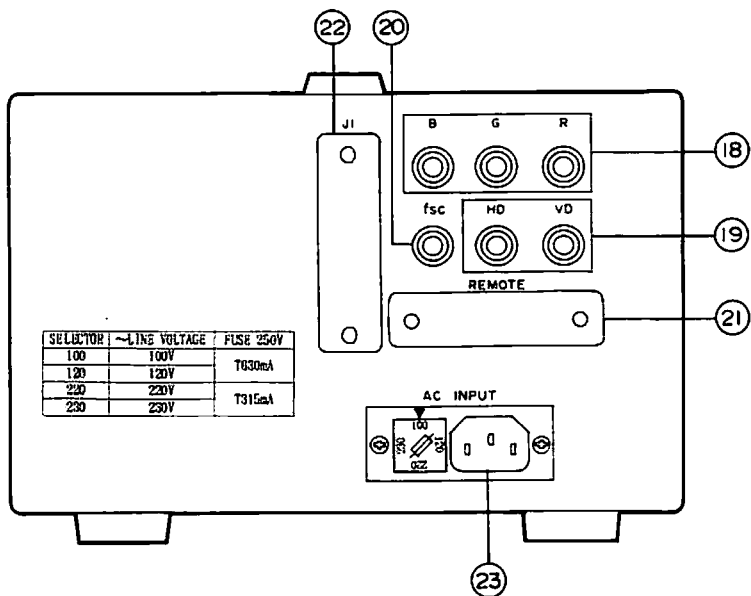 22 20
J1 B G R
18
fsc HD VD
19
REMOTE
21
SELECTOR ~LINE VOLTAGE FUSE 250V
100 100V
T630mA
120 120V
220 220V
T315mA
230 230V
AC INPUT
100
230 120
220
23